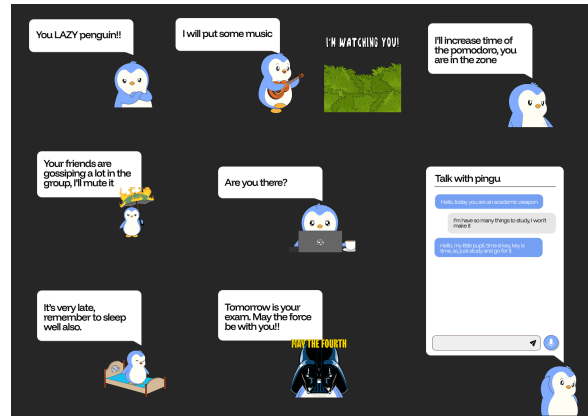 You LAZY penguin!!
I will put some music
I'M WATCHING YOU!
I'll increase time of
the pomodoro, you
are in the zone
Your friends are
gossiping a lot in the
group, I'll mute it
Are you there?
Talk with pingu
Hello, today you are an academic weapon
I'm have so many things to study, I won't
make it
Hello, my little pupil, time is key, key is
time, so, just study and go for it
It's very late,
remember to sleep
well also.
Tomorrow is your
exam. May the force
be with you!!
MAY THE FOURTH